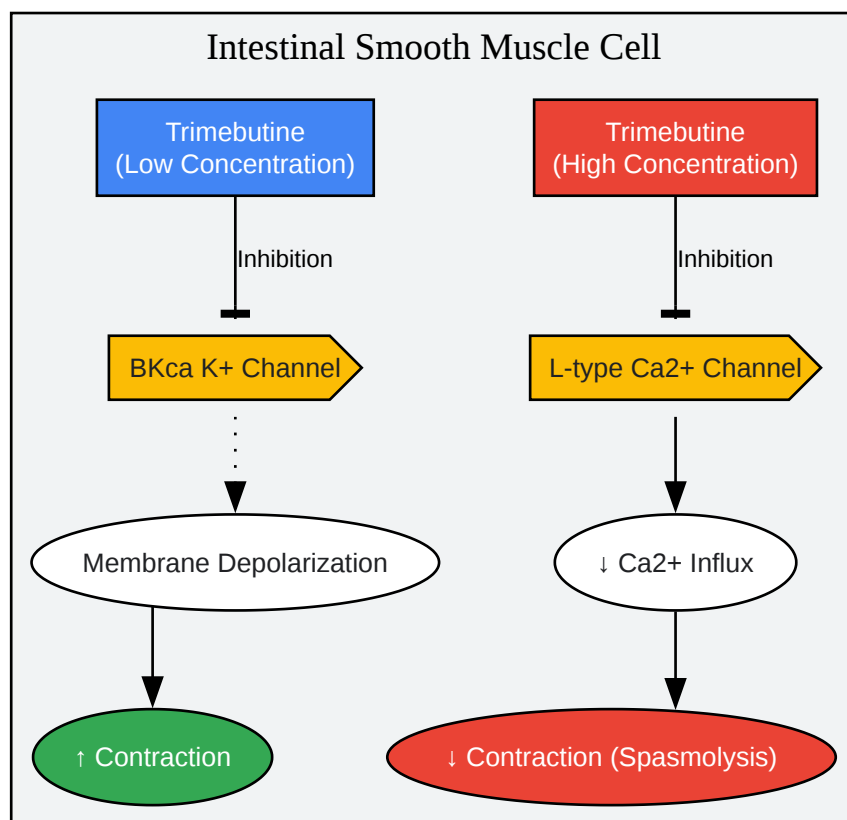 Intestinal Smooth Muscle Cell
Trimebutine
(Low Concentration)
Inhibition
BKca K+ Channel
Membrane Depolarization
↑ Contraction
Trimebutine
(High Concentration)
Inhibition
L-type Ca2+ Channel
↓ Ca2+ Influx
↓ Contraction (Spasmolysis)